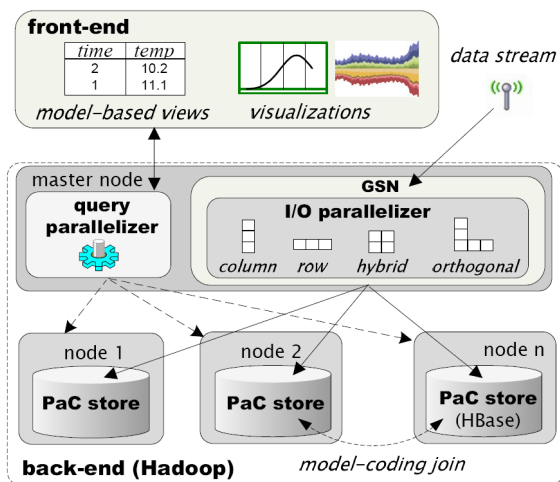 front-end
time temp
2 10.2
1 11.1
model-based views
visualizations
data stream
master node
query
parallelizer
GSN
I/O parallelizer
column
row
hybrid
orthogonal
node 1
PaC store
node 2
PaC store
node n
PaC store
(HBase)
back-end (Hadoop)
model-coding join